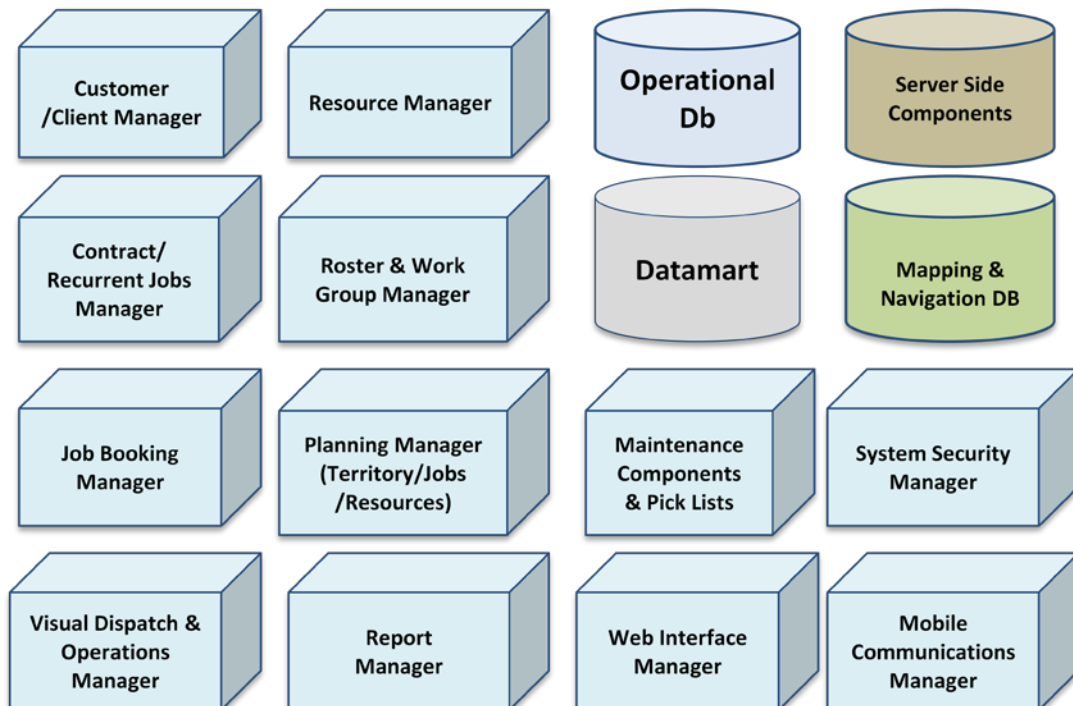 Customer
/Client Manager
Resource Manager
Operational
Db
Server Side
Components
Contract/
Recurrent Jobs
Manager
Roster & Work
Group Manager
Datamart
Mapping &
Navigation DB
Job Booking
Manager
Planning Manager
(Territory/Jobs
/Resources)
Maintenance
Components
& Pick Lists
System Security
Manager
Visual Dispatch &
Operations
Manager
Report
Manager
Web Interface
Manager
Mobile
Communications
Manager